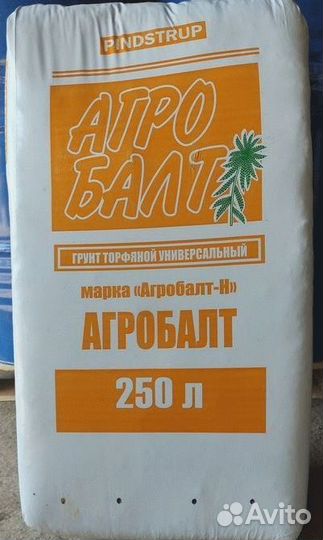 PINDSTRUP
АГРО
БАЛТ
ГРУНТ ТОРФЯНОЙ УНИВЕРСАЛЬНЫЙ
марка «Агробалт-Н»
АГРОБАЛТ
250 л
Avito